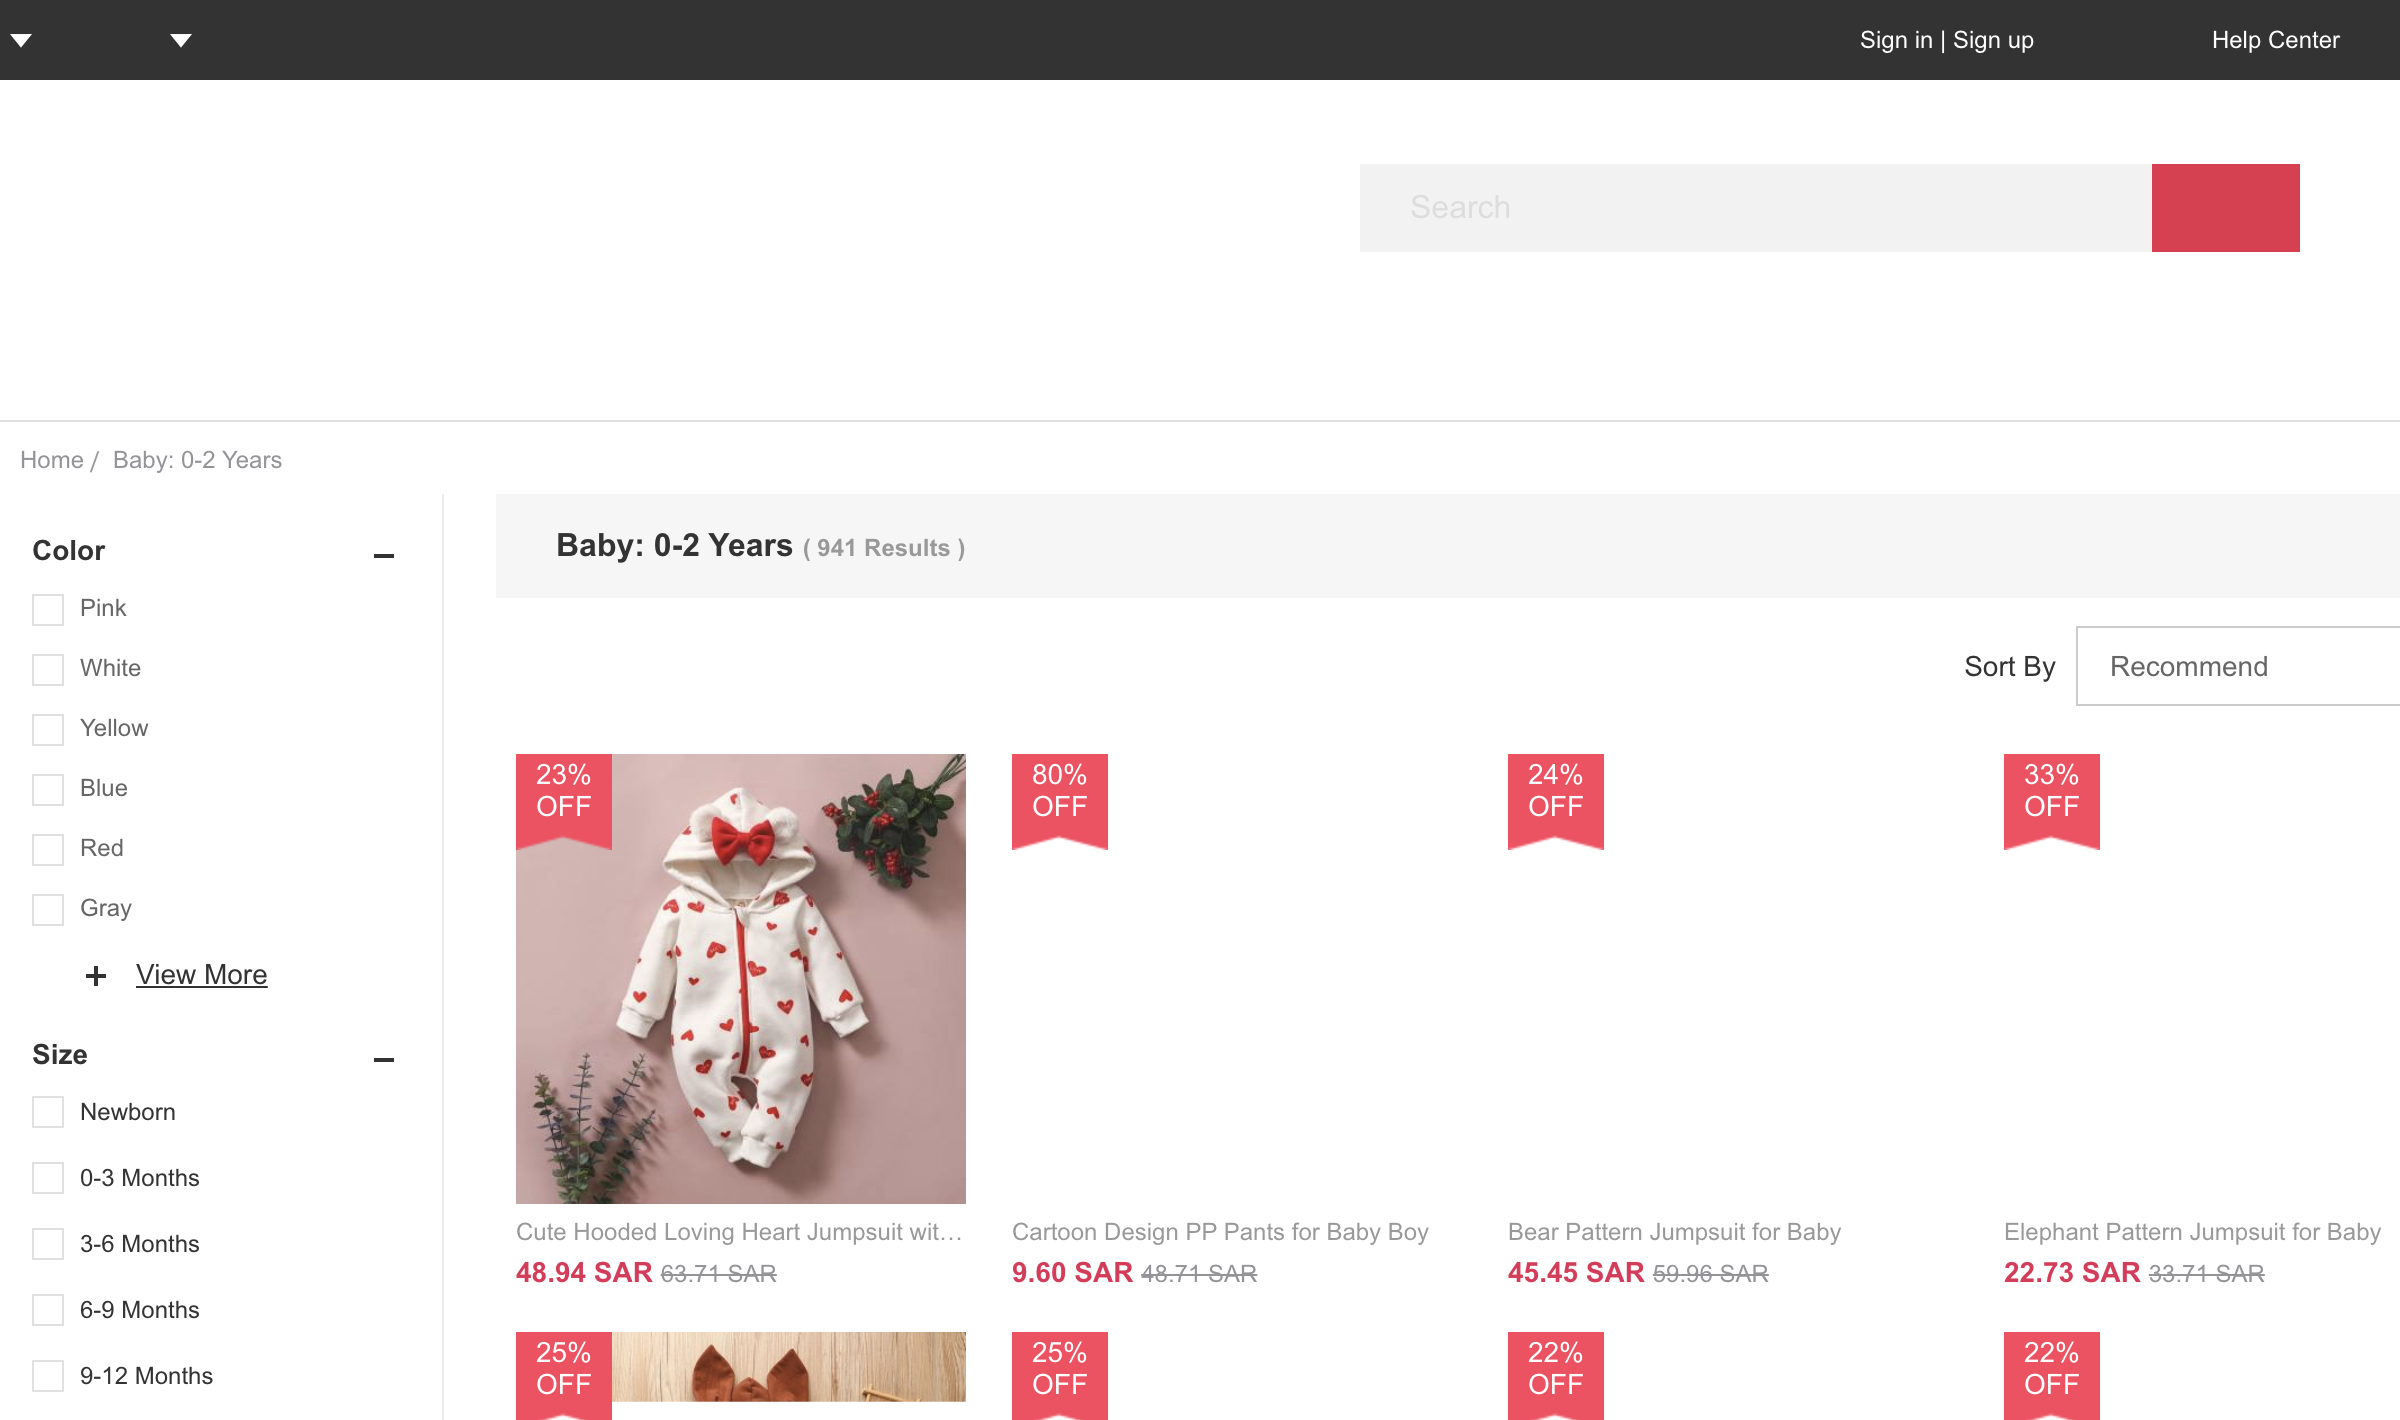 Sign in | Sign up
Help Center
Search
Home / Baby: 0-2 Years
Color
Pink
White
Yellow
Blue
Red
Gray
View More
Size
Newborn
0-3 Months
3-6 Months
6-9 Months
9-12 Months
Baby: 0-2 Years ( 941 Results )
Sort By
Recommend
23%
OFF
Cute Hooded Loving Heart Jumpsuit wit…
48.94 SAR 63.71 SAR
80%
OFF
Cartoon Design PP Pants for Baby Boy
9.60 SAR 48.71 SAR
24%
OFF
Bear Pattern Jumpsuit for Baby
45.45 SAR 59.96 SAR
33%
OFF
Elephant Pattern Jumpsuit for Baby
22.73 SAR 33.71 SAR
25%
OFF
25%
OFF
22%
OFF
22%
OFF